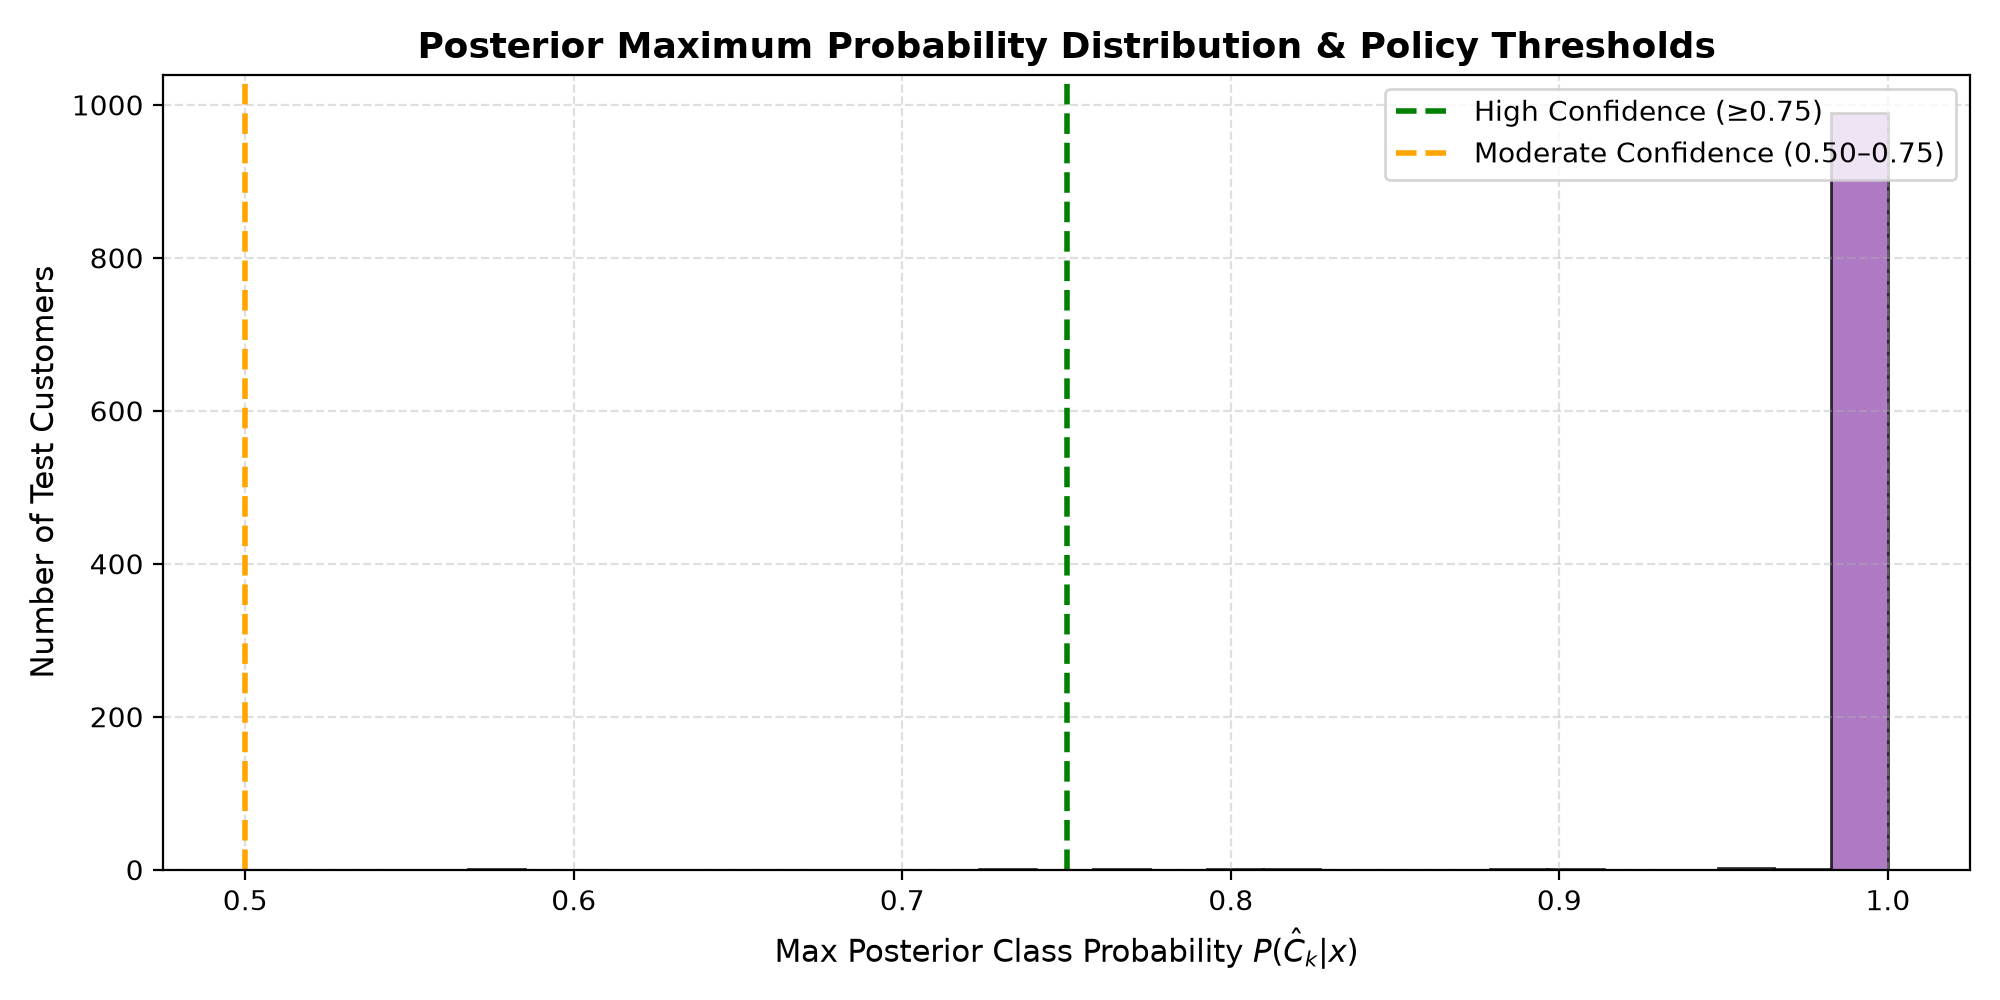 Posterior Maximum Probability Distribution & Policy Thresholds
High Confidence (≥0.75)
Moderate Confidence (0.50–0.75)
Number of Test Customers
1000
800
600
400
200
0
0.5 0.6 0.7 0.8 0.9 1.0
Max Posterior Class Probability P(Ĉₖ|x)